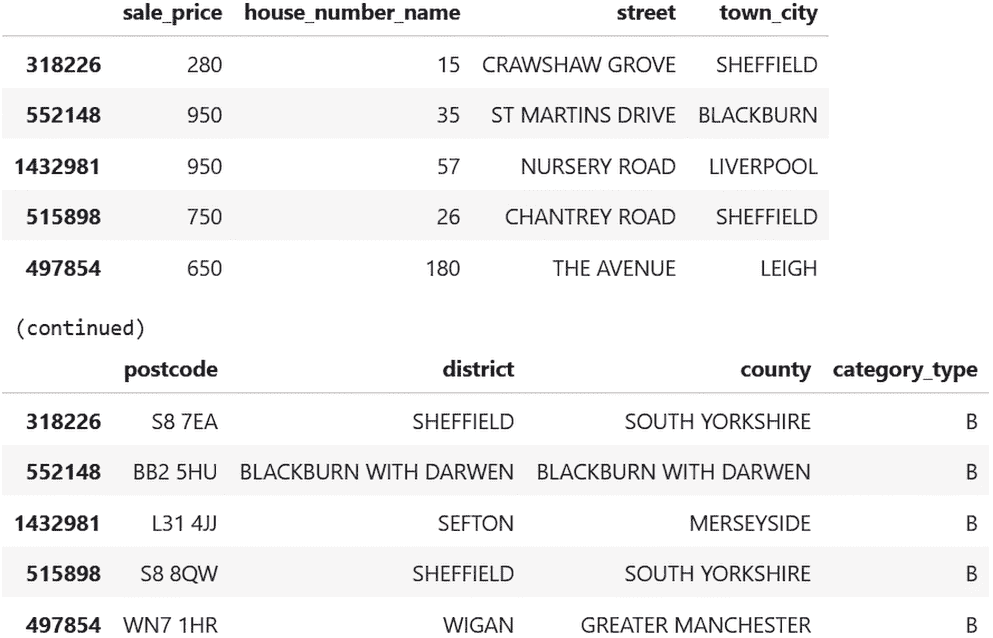 sale_price house_number_name street town_city
318226 280 15 CRAWSHAW GROVE SHEFFIELD
552148 950 35 ST MARTINS DRIVE BLACKBURN
1432981 950 57 NURSERY ROAD LIVERPOOL
515898 750 26 CHANTREY ROAD SHEFFIELD
497854 650 180 THE AVENUE LEIGH
(continued)
postcode district county category_type
318226 S8 7EA SHEFFIELD SOUTH YORKSHIRE B
552148 BB2 5HU BLACKBURN WITH DARWEN BLACKBURN WITH DARWEN B
1432981 L31 4JJ SEFTON MERSEYSIDE B
515898 S8 8QW SHEFFIELD SOUTH YORKSHIRE B
497854 WN7 1HR WIGAN GREATER MANCHESTER B